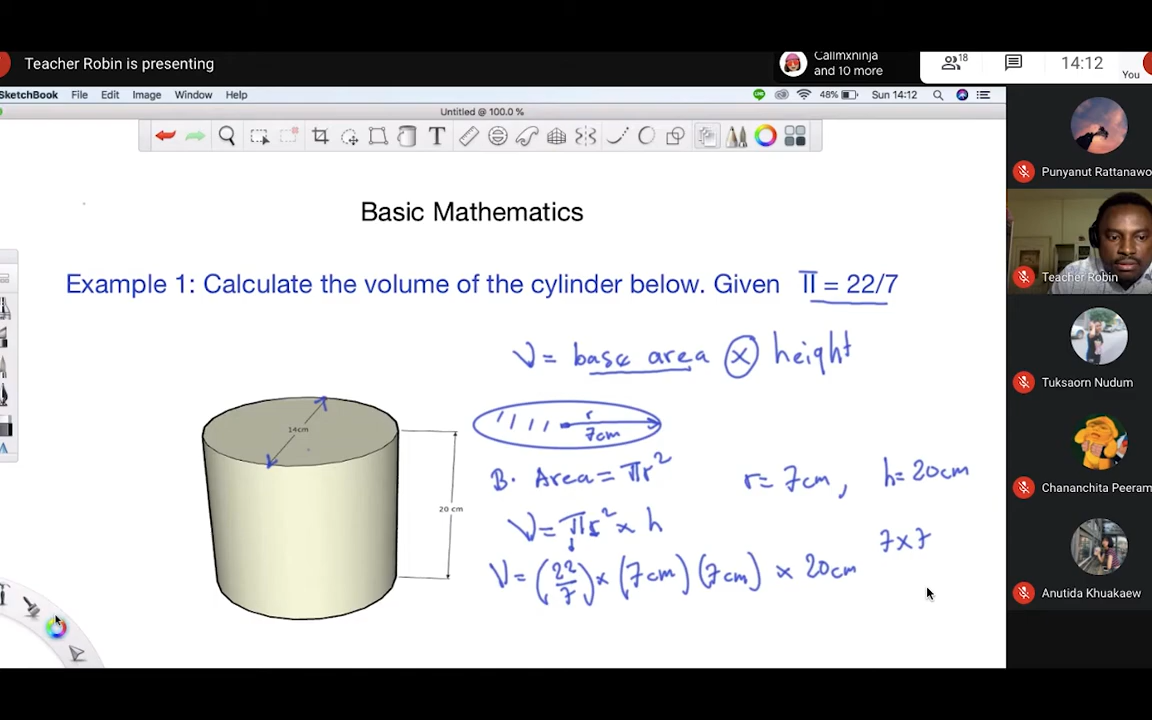 Teacher Robin is presenting
Callmxninja
and 10 more
18
14:12
You
SketchBook File Edit Image Window Help
48% Sun 14:12
Untitled @ 100.0 %
T
Punyanut Rattanawo
Basic Mathematics
Teacher Robin
Example 1: Calculate the volume of the cylinder below. Given π = 22/7
V = base area × height
Tuksaorn Nudum
14cm
r
7cm
B. Area = πr²
r = 7cm, h = 20cm
Chananchita Peeram
20 cm
V = πr² × h
7×7
V = (22/7) × (7cm) (7cm) × 20cm
Anutida Khuakaew